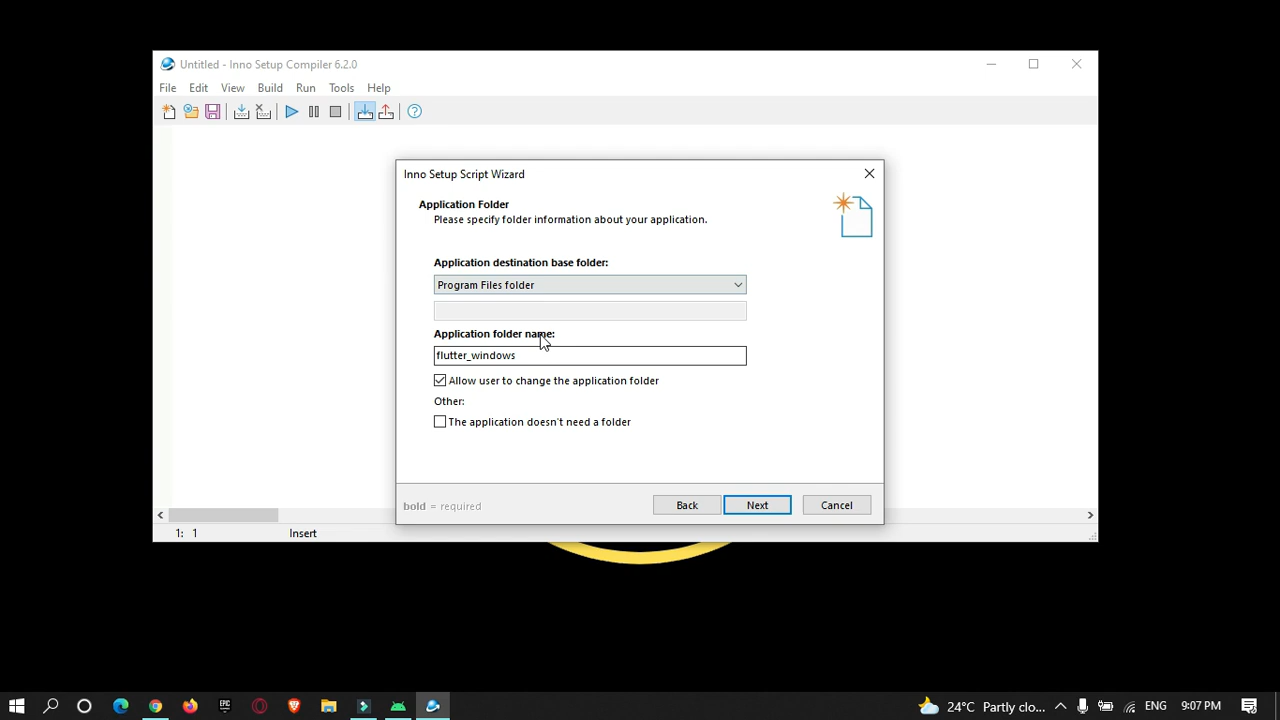 Untitled - Inno Setup Compiler 6.2.0
File Edit View Build Run Tools Help
Inno Setup Script Wizard
Application Folder
Please specify folder information about your application.
Application destination base folder:
Program Files folder
Application folder name:
flutter_windows
Allow user to change the application folder
Other:
The application doesn't need a folder
bold = required
Back Next Cancel
1: 1 Insert
EPIC
24°C Partly clo... ENG 9:07 PM